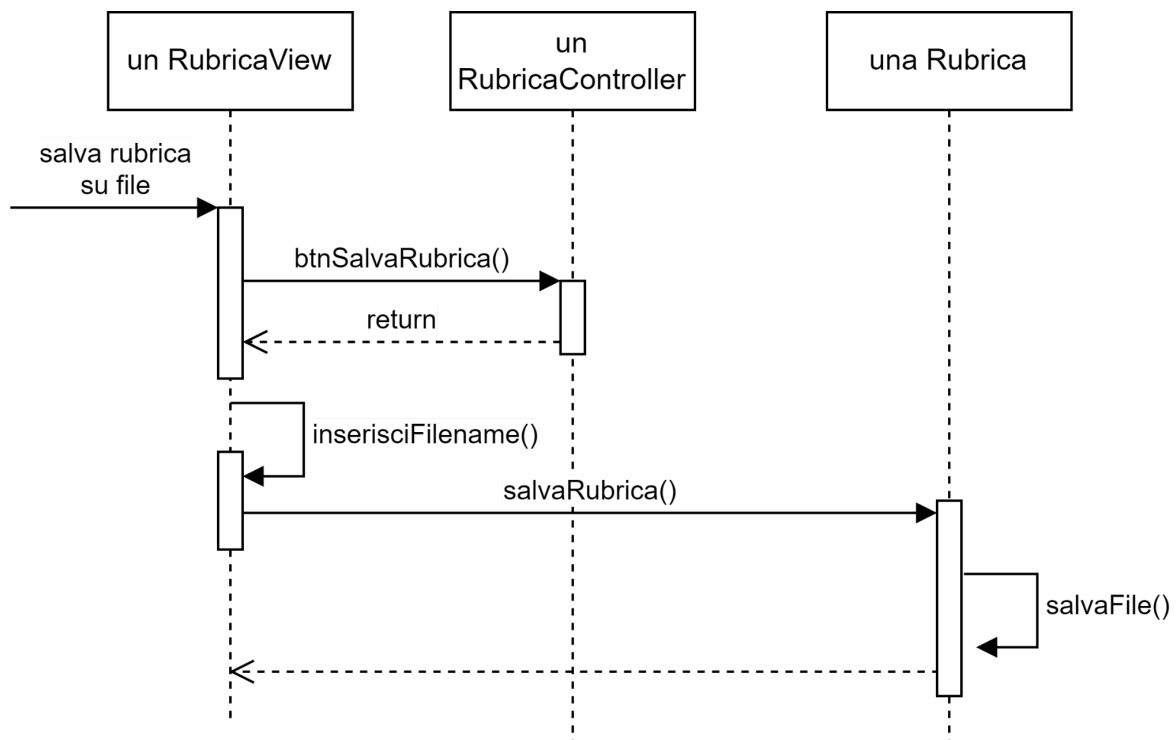 un RubricaView
un
RubricaController
una Rubrica
salva rubrica
su file
btnSalvaRubrica()
return
inserisciFilename()
salvaRubrica()
salvaFile()